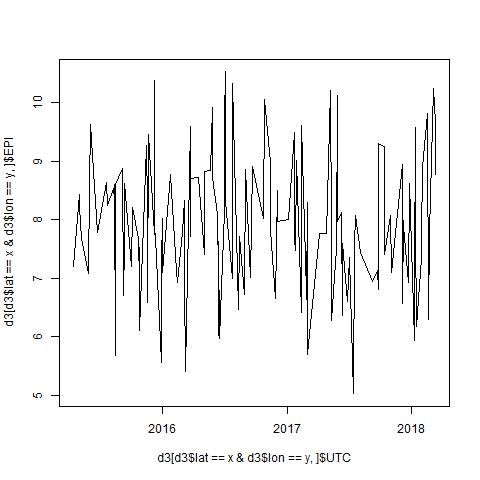 d3[d3$lat == x & d3$lon == y, ]$EPI
10
9
8
7
6
5
2016 2017 2018
d3[d3$lat == x & d3$lon == y, ]$UTC